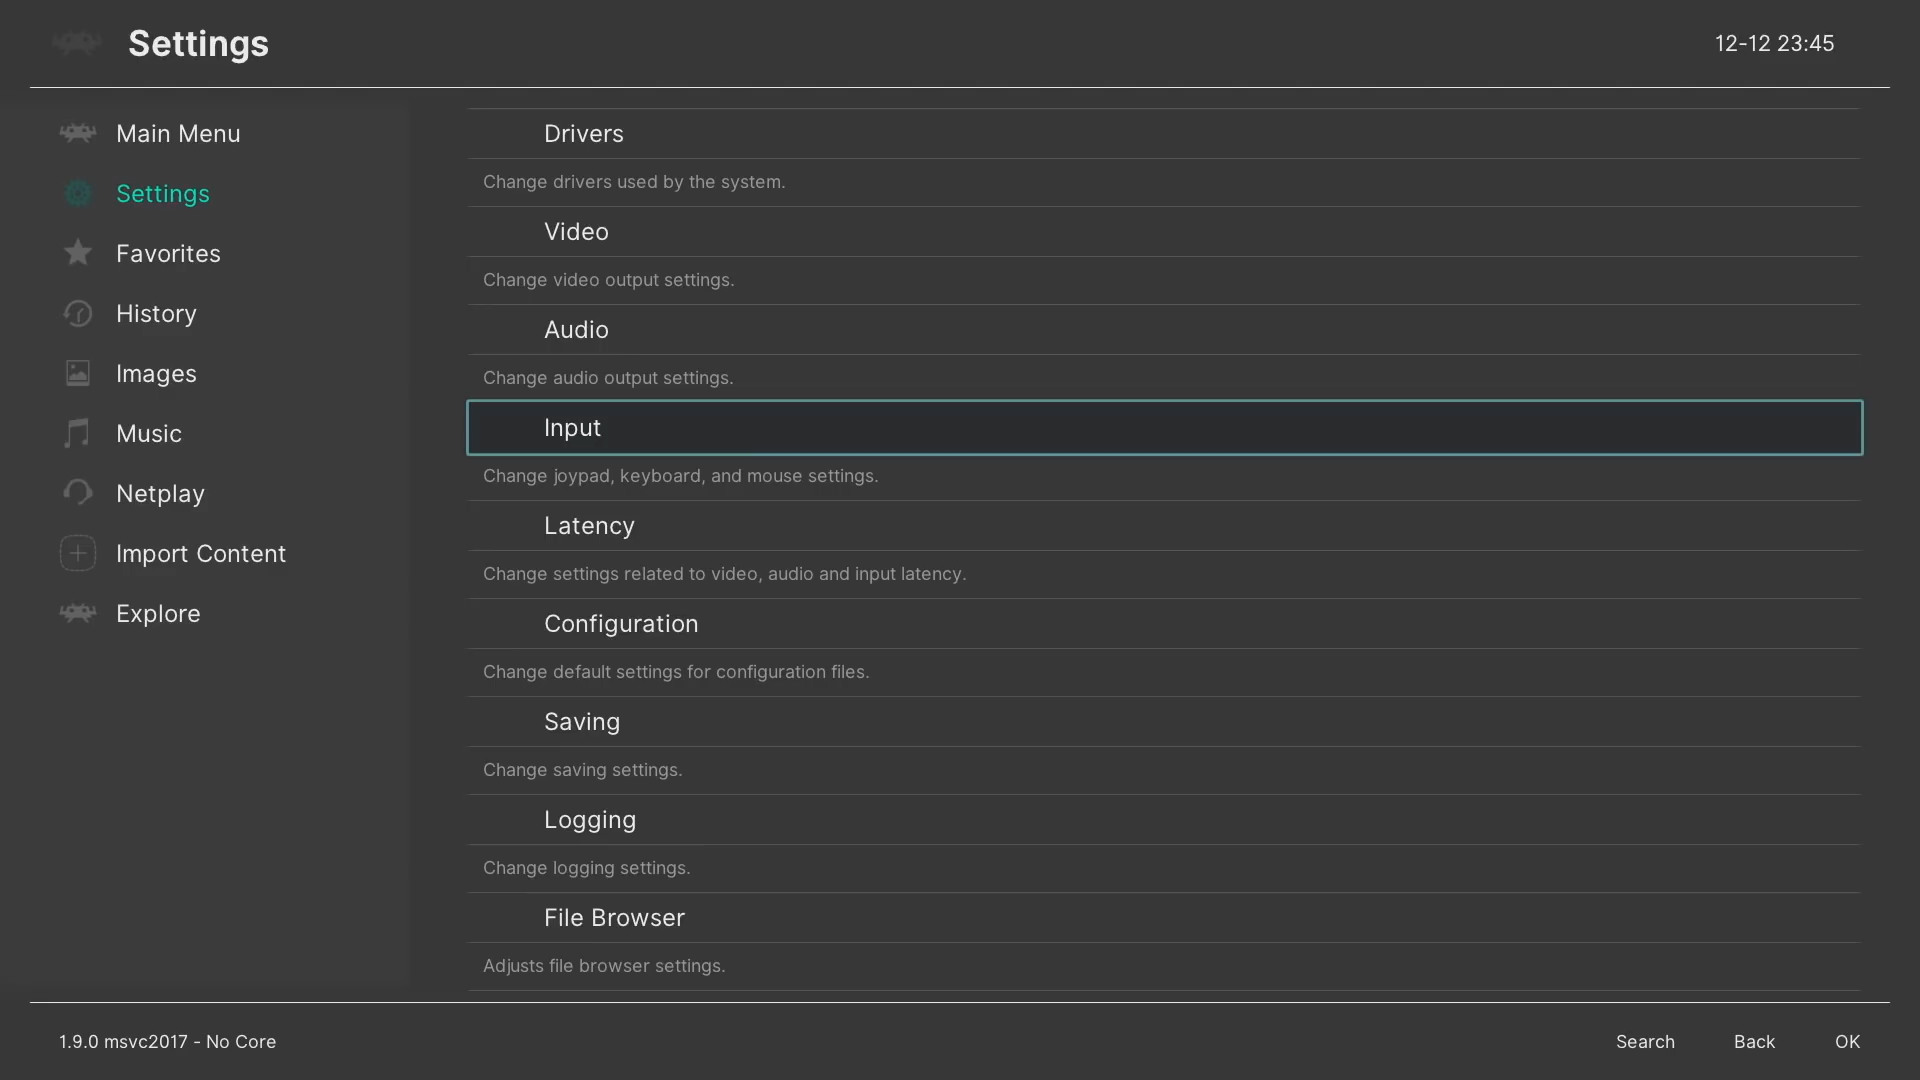 Settings
12-12 23:45
Main Menu
Settings
Favorites
History
Images
Music
Netplay
Import Content
Explore
Drivers
Change drivers used by the system.
Video
Change video output settings.
Audio
Change audio output settings.
Input
Change joypad, keyboard, and mouse settings.
Latency
Change settings related to video, audio and input latency.
Configuration
Change default settings for configuration files.
Saving
Change saving settings.
Logging
Change logging settings.
File Browser
Adjusts file browser settings.
1.9.0 msvc2017 - No Core
Search
Back
OK